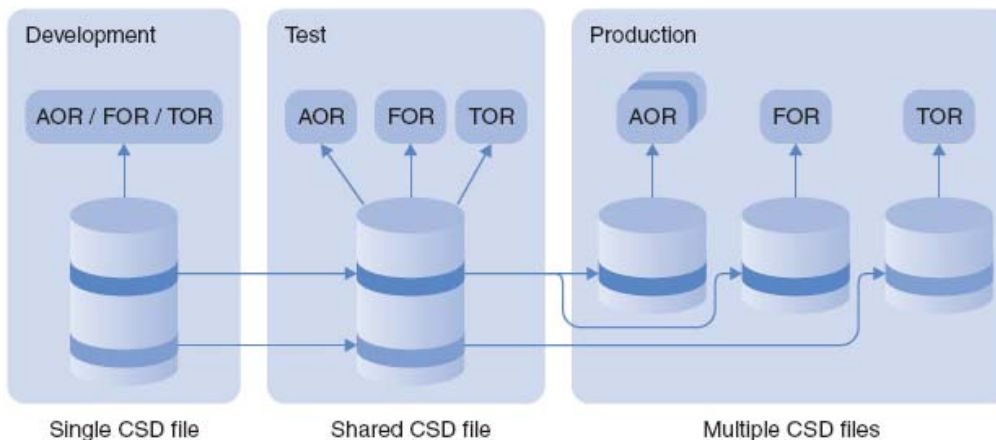 Development
Test
Production
AOR / FOR / TOR
AOR
FOR
TOR
AOR
FOR
TOR
Single CSD file
Shared CSD file
Multiple CSD files